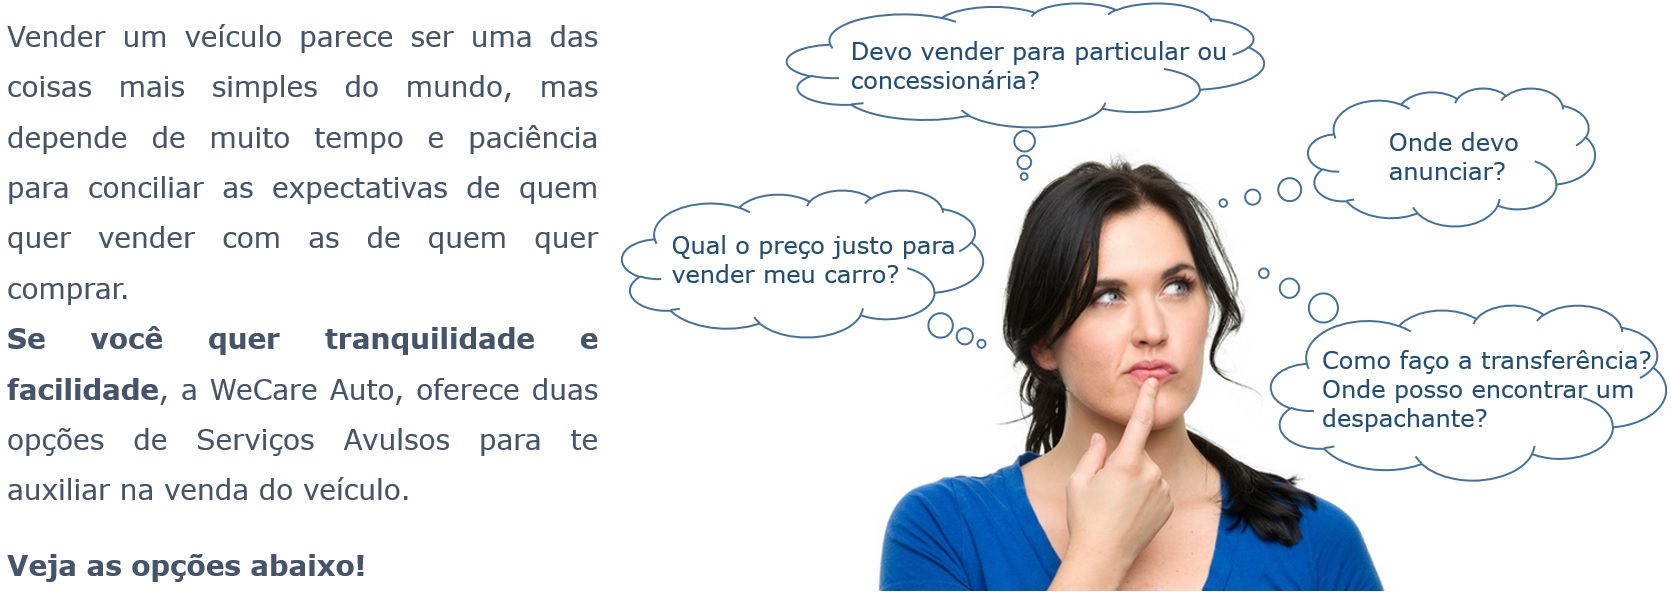 Vender um veículo parece ser uma das
coisas mais simples do mundo, mas
depende de muito tempo e paciência
para conciliar as expectativas de quem
quer vender com as de quem quer
comprar.
Se você quer tranquilidade e
facilidade, a WeCare Auto, oferece duas
opções de Serviços Avulsos para te
auxiliar na venda do veículo.
Veja as opções abaixo!
Devo vender para particular ou
concessionária?
Onde devo
anunciar?
Qual o preço justo para
vender meu carro?
Como faço a transferência?
Onde posso encontrar um
despachante?